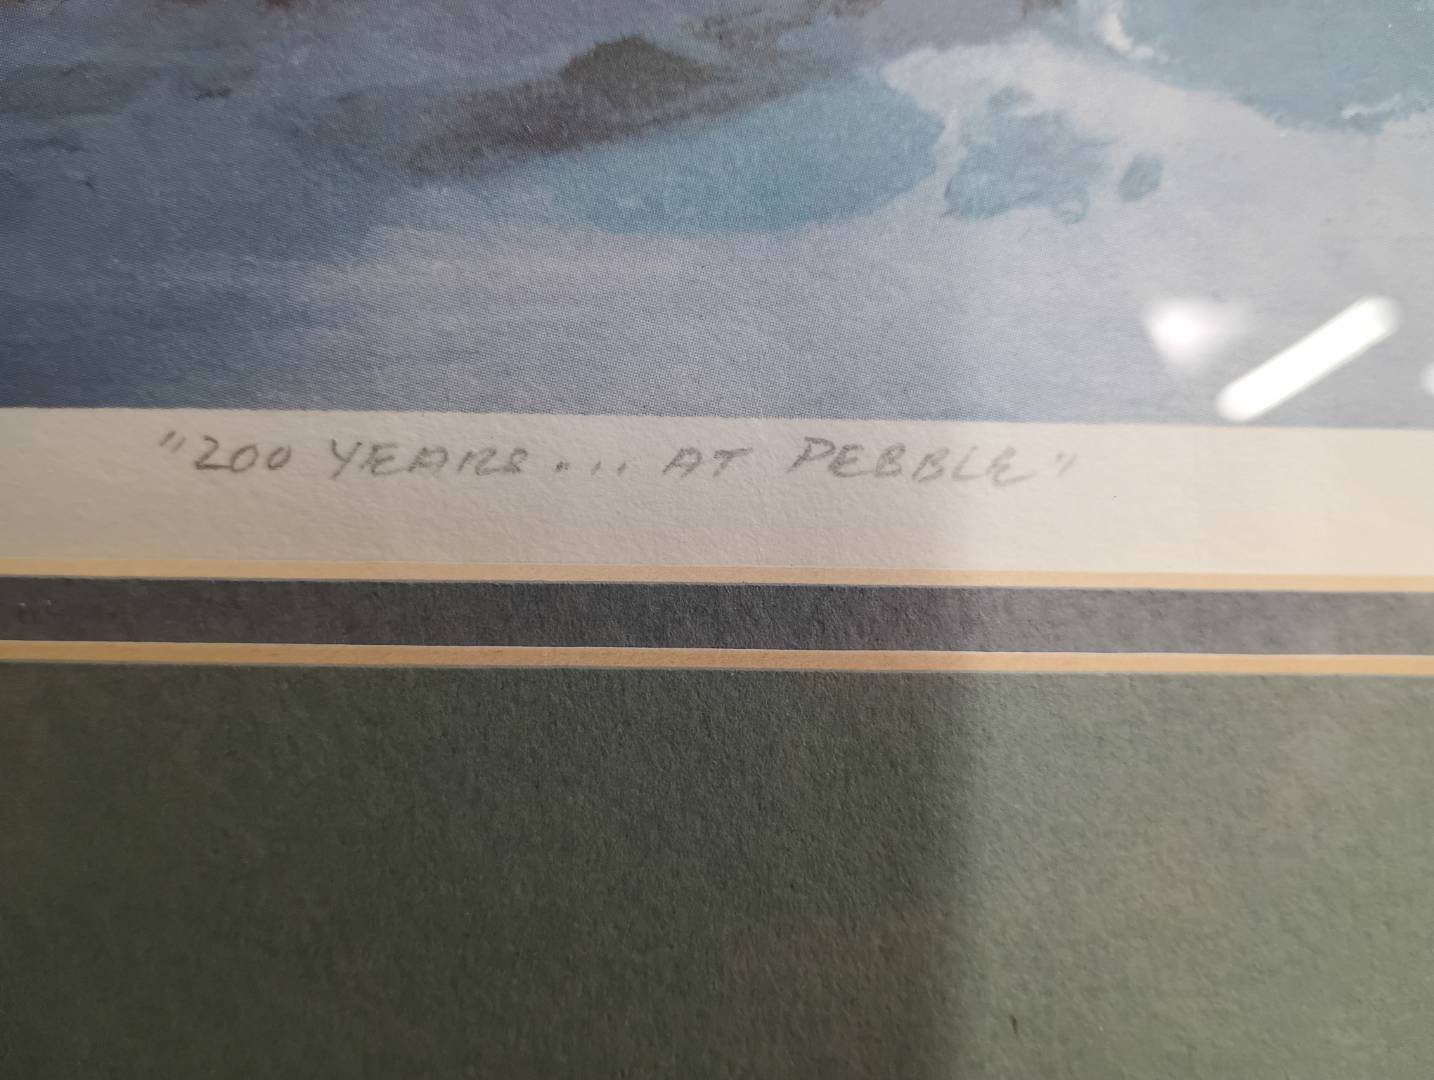 "200 YEARS... AT PEBBLE"